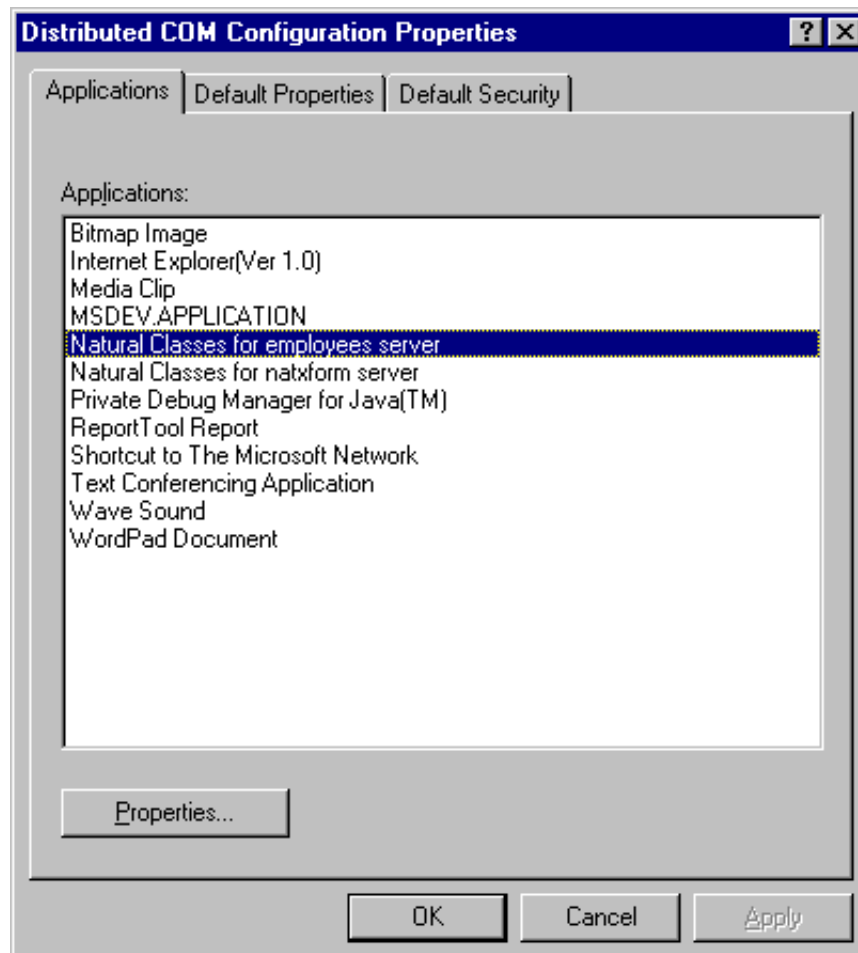 Distributed COM Configuration Properties
Applications Default Properties Default Security
Applications:
Bitmap Image
Internet Explorer(Ver 1.0)
Media Clip
MSDEV.APPLICATION
Natural Classes for employees server
Natural Classes for natxform server
Private Debug Manager for Java(TM)
ReportTool Report
Shortcut to The Microsoft Network
Text Conferencing Application
Wave Sound
WordPad Document
Properties...
OK Cancel Apply